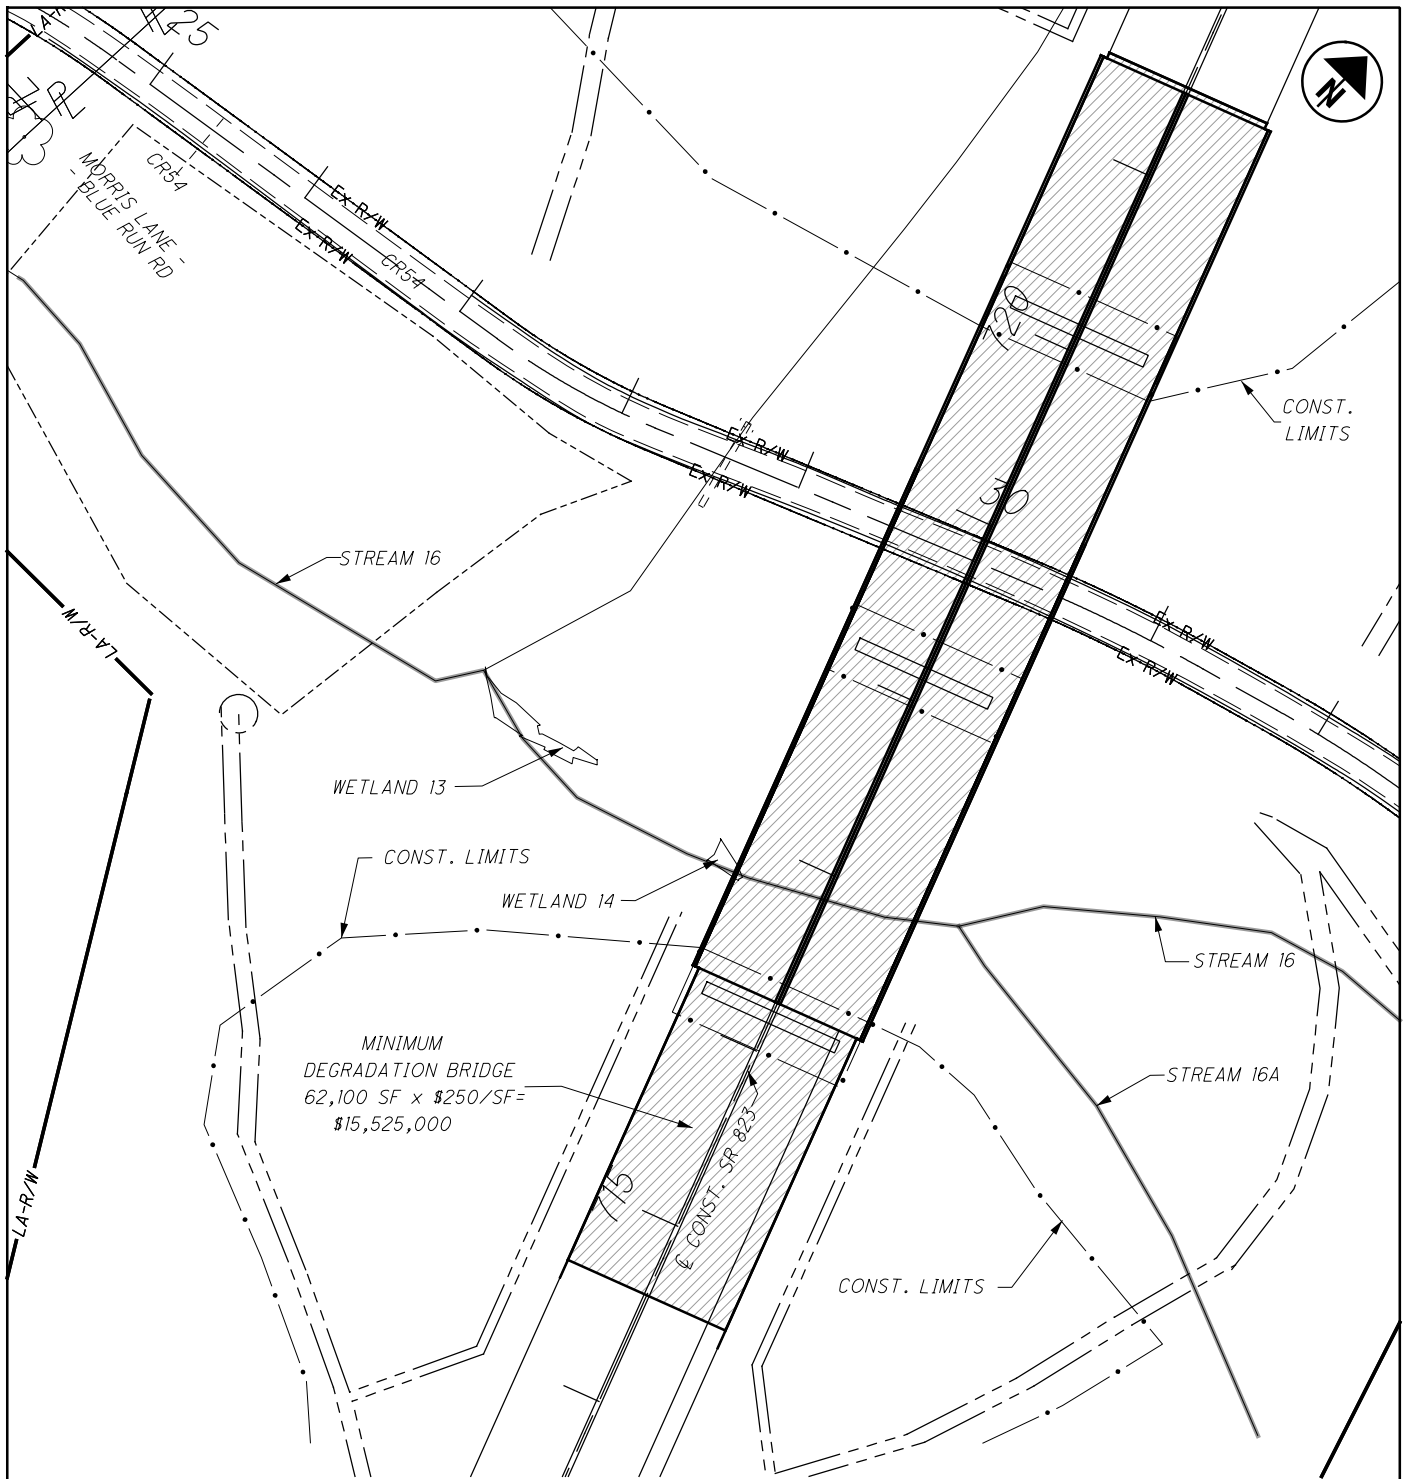 25
LA-R
N
MORRIS LANE -
BLUE RUN RD
CR54
Ex R/W
Ex R/W
CR54
720
CONST.
LIMITS
Ex R/W
Ex R/W
30
STREAM 16
LA-R/W
Ex R/W
Ex R/W
WETLAND 13
CONST. LIMITS
WETLAND 14
STREAM 16
MINIMUM
DEGRADATION BRIDGE
62,100 SF x $250/SF=
$15,525,000
STREAM 16A
715
℄ CONST. SR 823
LA-R/W
CONST. LIMITS